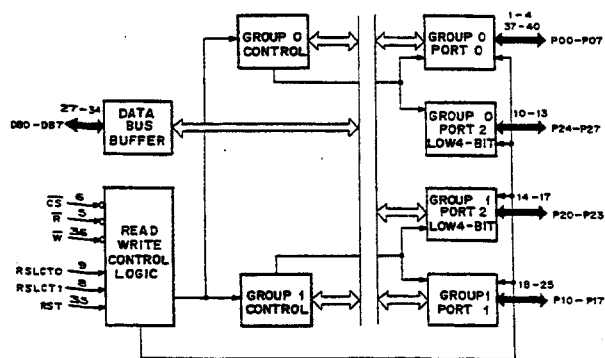 GROUP 0
CONTROL
GROUP 0
PORT 0
1-4
37-40
P00-P07
27-34
DB0-DB7
DATA
BUS
BUFFER
GROUP 0
PORT 2
LOW4-BIT
10-13
P24-P27
CS 6
R 5
W 36
RSLCT0 9
RSLCT1 8
RST 35
READ
WRITE
CONTROL
LOGIC
GROUP 1
PORT 2
LOW4-BIT
14-17
P20-P23
GROUP 1
CONTROL
GROUP 1
PORT 1
18-25
P10-P17